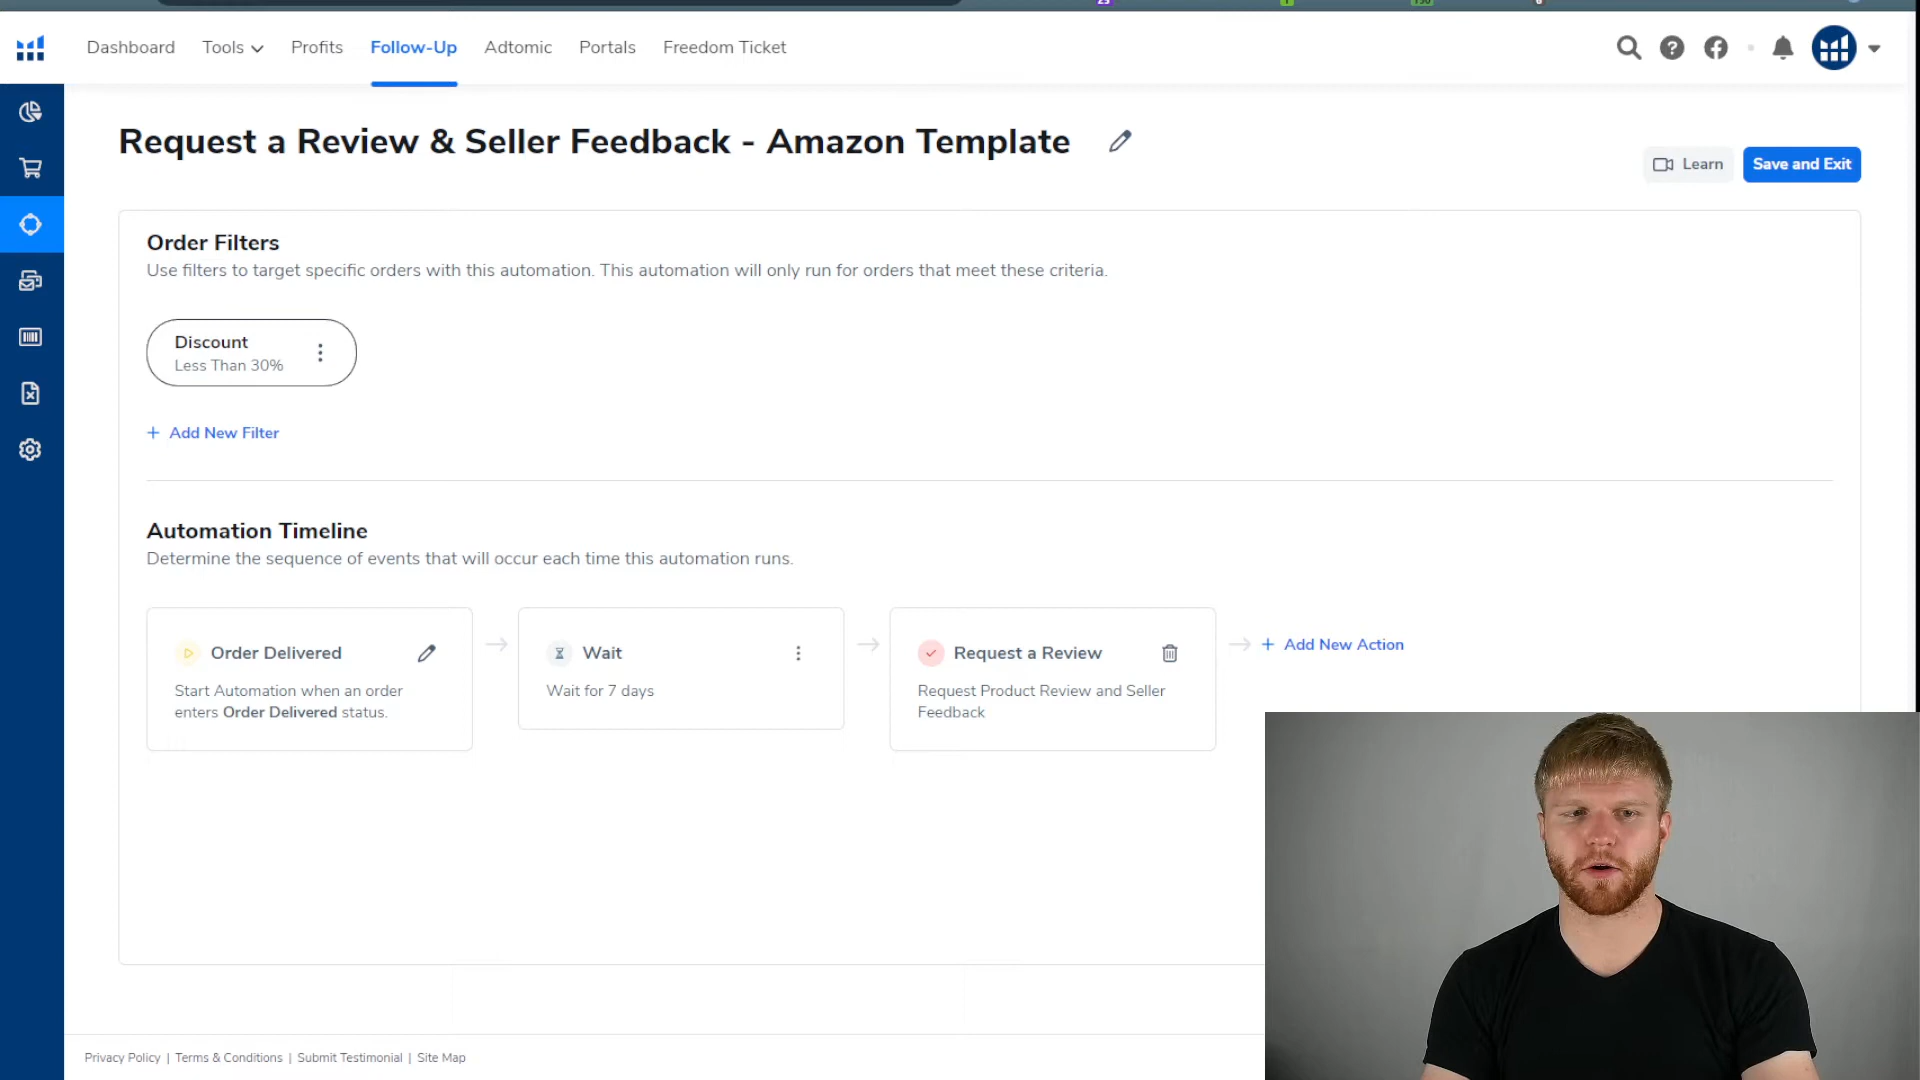 Dashboard Tools Profits Follow-Up Adtomic Portals Freedom Ticket
Request a Review & Seller Feedback - Amazon Template
Learn
Save and Exit
Order Filters
Use filters to target specific orders with this automation. This automation will only run for orders that meet these criteria.
Discount
Less Than 30%
+ Add New Filter
Automation Timeline
Determine the sequence of events that will occur each time this automation runs.
Order Delivered
Start Automation when an order
enters Order Delivered status.
Wait
Wait for 7 days
Request a Review
Request Product Review and Seller
Feedback
+ Add New Action
Privacy Policy | Terms & Conditions | Submit Testimonial | Site Map